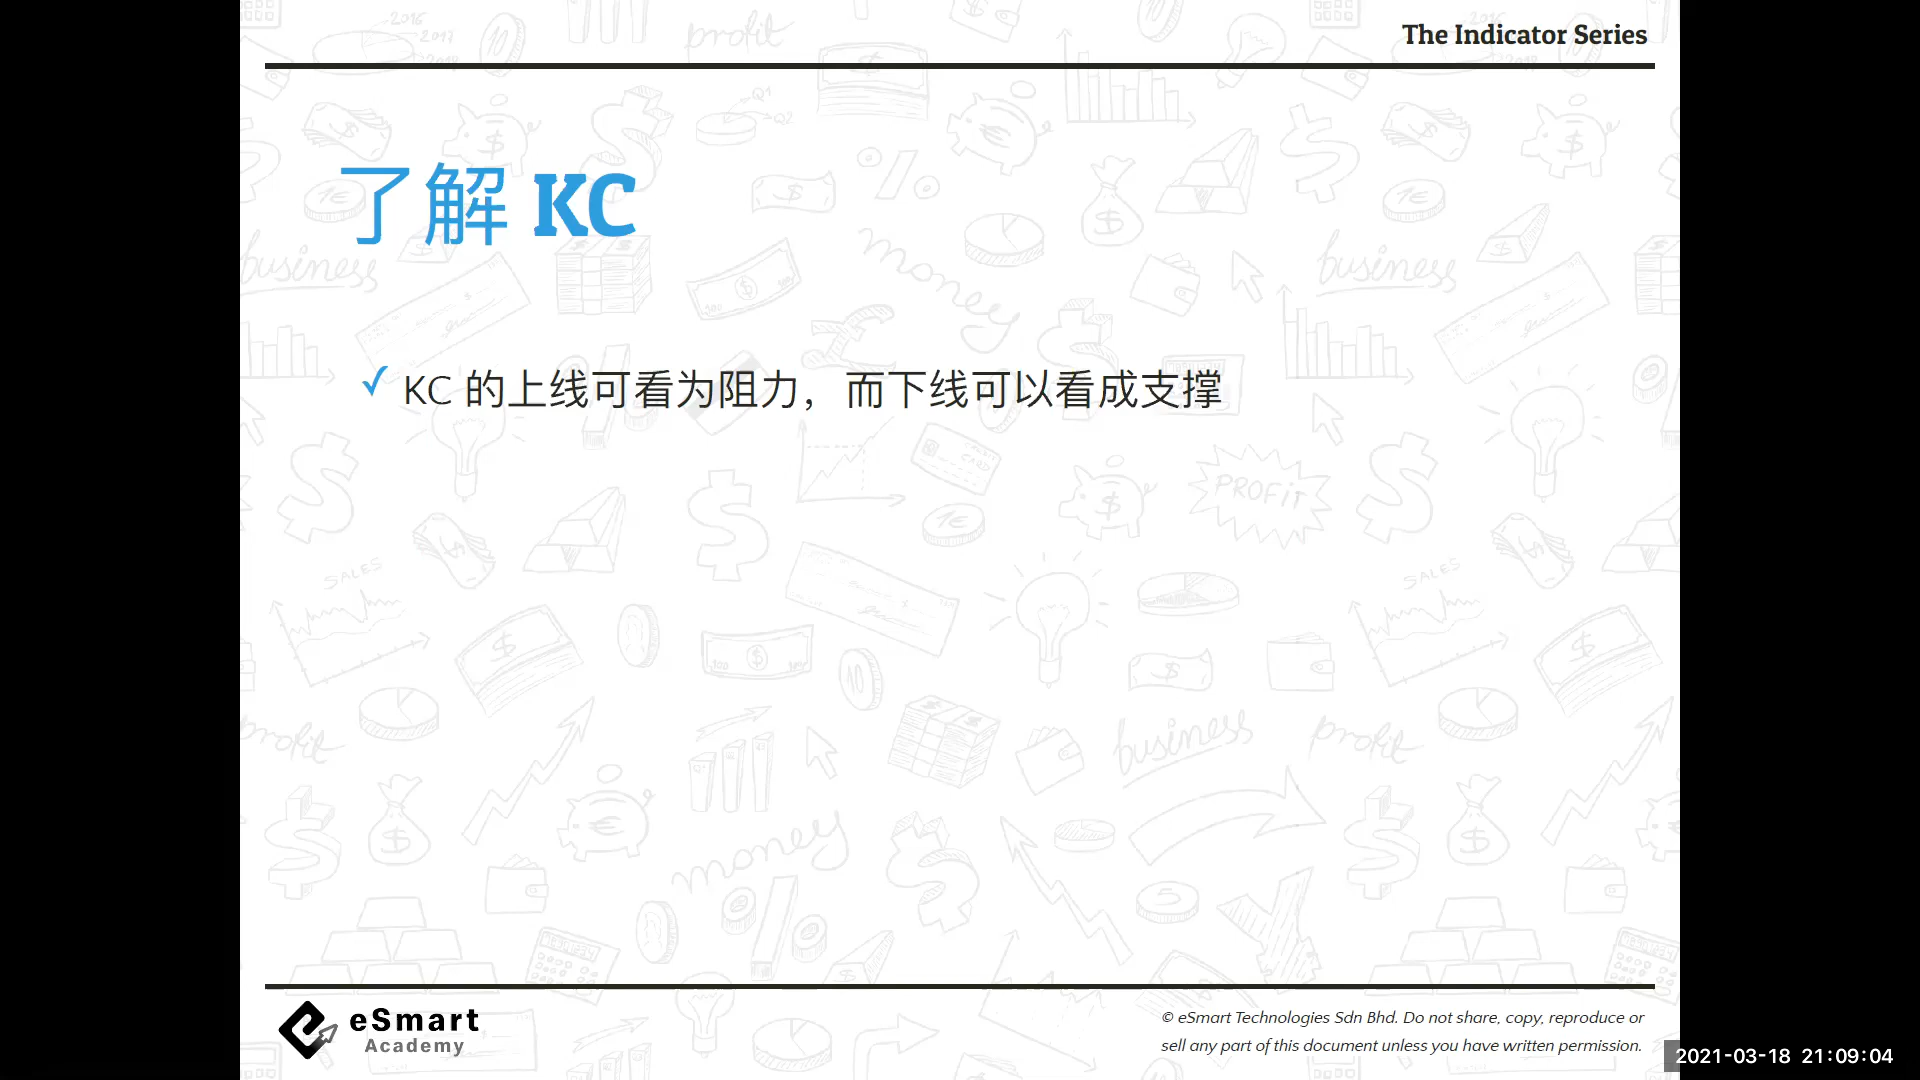 The Indicator Series
了解 KC
✓ KC 的上线可看为阻力，而下线可以看成支撑
eSmart
Academy
© eSmart Technologies Sdn Bhd. Do not share, copy, reproduce or
sell any part of this document unless you have written permission.
2021-03-18 21:09:04